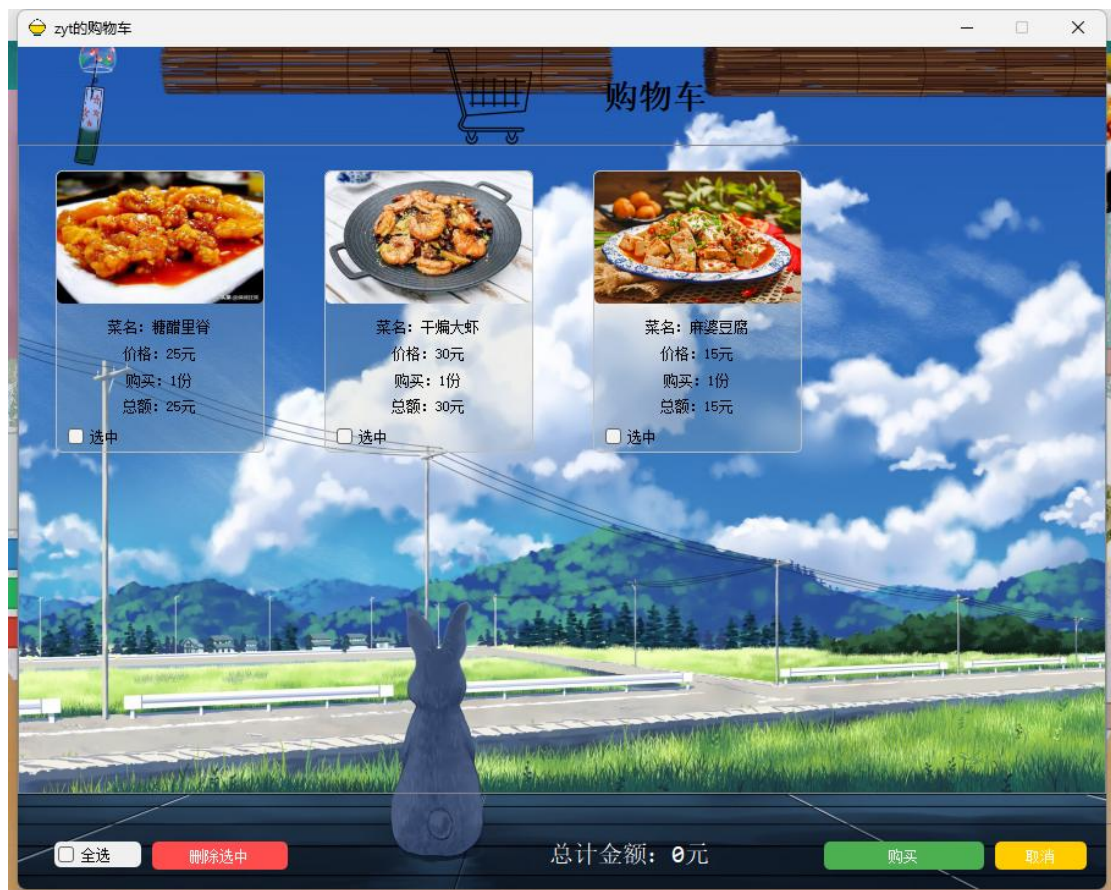 zyt的购物车
购物车
菜名：糖醋里脊
价格：25元
购买：1份
总额：25元
选中
菜名：干煸大虾
价格：30元
购买：1份
总额：30元
选中
菜名：麻婆豆腐
价格：15元
购买：1份
总额：15元
选中
全选
删除选中
总计金额：0元
购买
取消